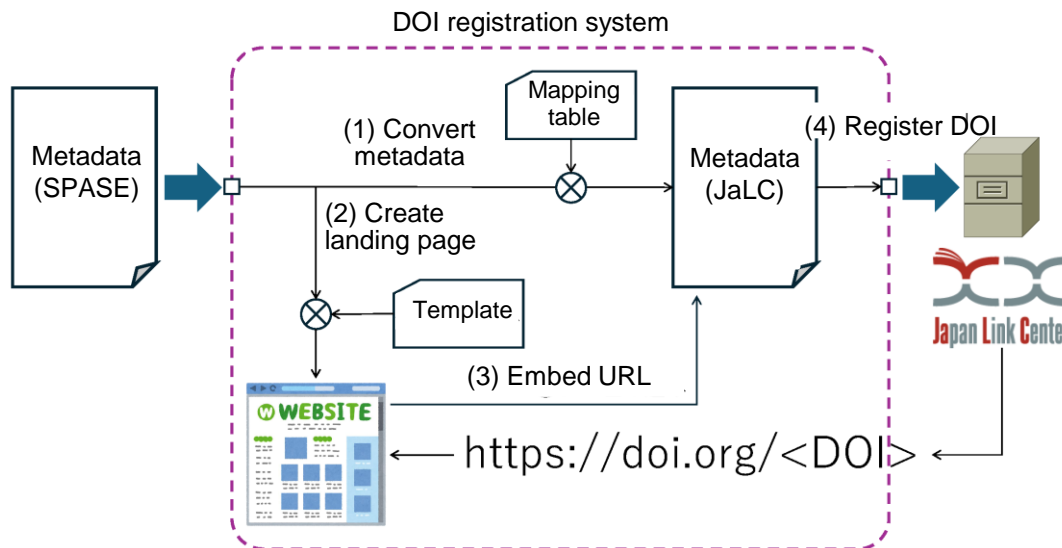 DOI registration system
Metadata
(SPASE)
(1) Convert
metadata
Mapping
table
Metadata
(JaLC)
(4) Register DOI
(2) Create
landing page
Template
(3) Embed URL
W WEBSITE
Japan Link Cente
https://doi.org/<DOI>